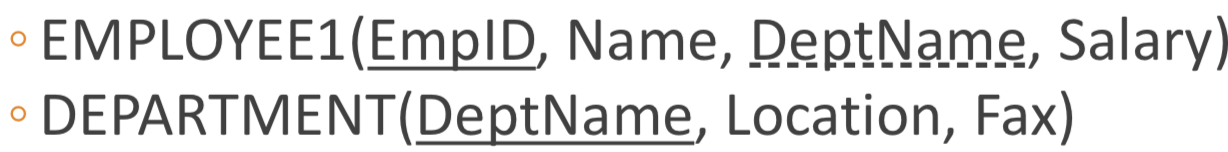 ◦ EMPLOYEE1(EmpID, Name, DeptName, Salary)
◦ DEPARTMENT(DeptName, Location, Fax)